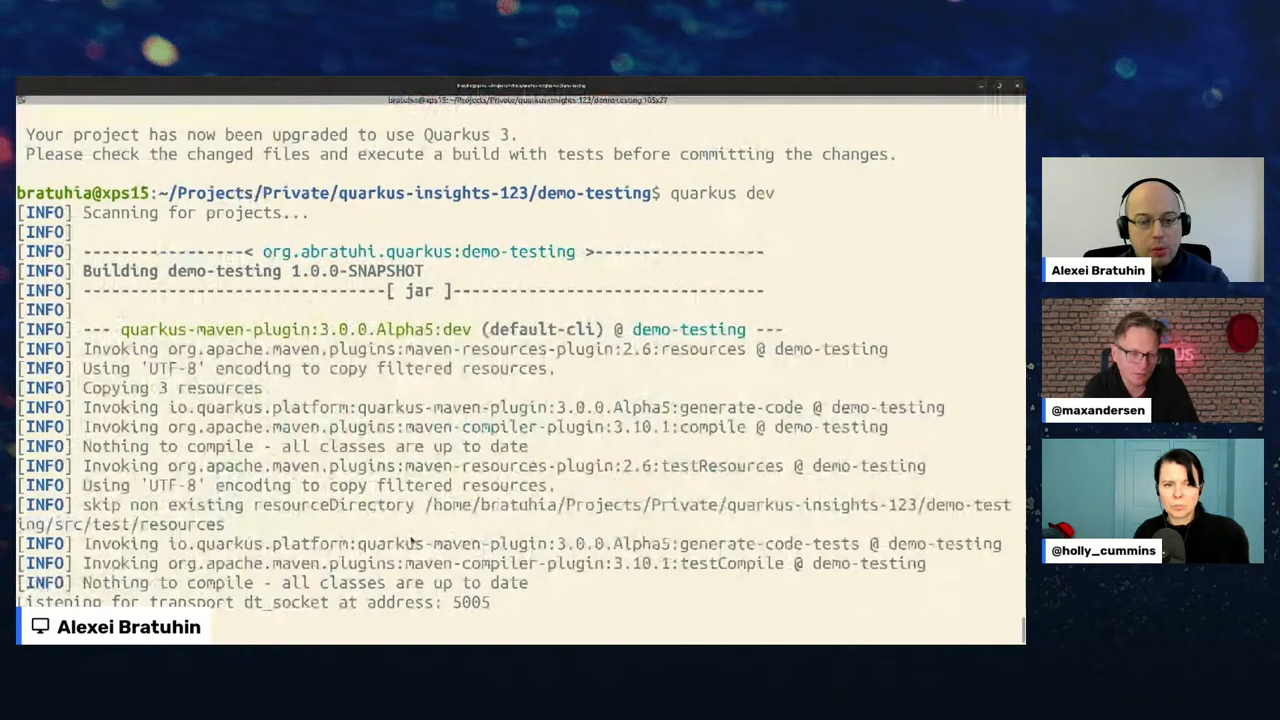 bratuhia@xps15: ~/Projects/Private/quarkus-insights-123/demo-testing 105x27
Your project has now been upgraded to use Quarkus 3.
Please check the changed files and execute a build with tests before committing the changes.
bratuhia@xps15:~/Projects/Private/quarkus-insights-123/demo-testing$ quarkus dev
[INFO] Scanning for projects...
[INFO]
[INFO] -----------------< org.abratuhi.quarkus:demo-testing >------------------
[INFO] Building demo-testing 1.0.0-SNAPSHOT
[INFO] --------------------------------[ jar ]---------------------------------
[INFO]
[INFO] --- quarkus-maven-plugin:3.0.0.Alpha5:dev (default-cli) @ demo-testing ---
[INFO] Invoking org.apache.maven.plugins:maven-resources-plugin:2.6:resources @ demo-testing
[INFO] Using 'UTF-8' encoding to copy filtered resources.
[INFO] Copying 3 resources
[INFO] Invoking io.quarkus.platform:quarkus-maven-plugin:3.0.0.Alpha5:generate-code @ demo-testing
[INFO] Invoking org.apache.maven.plugins:maven-compiler-plugin:3.10.1:compile @ demo-testing
[INFO] Nothing to compile - all classes are up to date
[INFO] Invoking org.apache.maven.plugins:maven-resources-plugin:2.6:testResources @ demo-testing
[INFO] Using 'UTF-8' encoding to copy filtered resources.
[INFO] skip non existing resourceDirectory /home/bratuhia/Projects/Private/quarkus-insights-123/demo-test
ing/src/test/resources
[INFO] Invoking io.quarkus.platform:quarkus-maven-plugin:3.0.0.Alpha5:generate-code-tests @ demo-testing
[INFO] Invoking org.apache.maven.plugins:maven-compiler-plugin:3.10.1:testCompile @ demo-testing
[INFO] Nothing to compile - all classes are up to date
Listening for transport dt_socket at address: 5005
Alexei Bratuhin
Alexei Bratuhin
@maxandersen
@holly_cummins